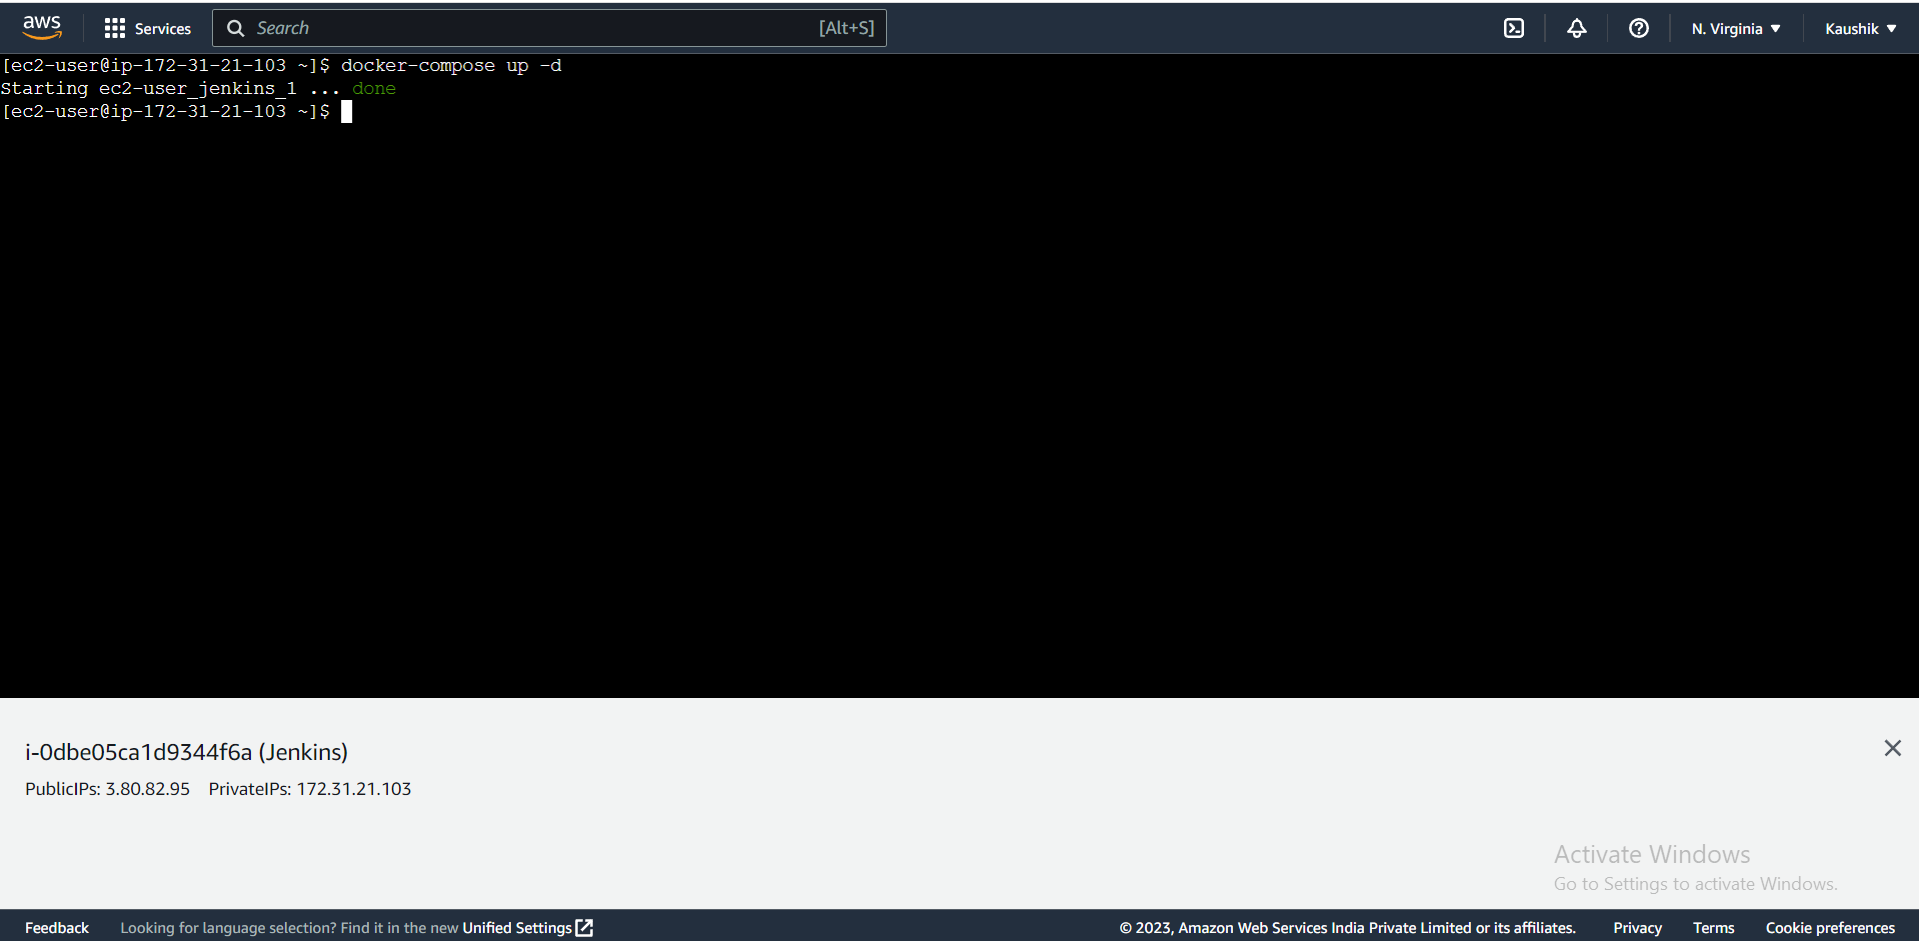 aws Services Search [Alt+S] N. Virginia Kaushik
[ec2-user@ip-172-31-21-103 ~]$ docker-compose up -d
Starting ec2-user_jenkins_1 ... done
[ec2-user@ip-172-31-21-103 ~]$
i-0dbe05ca1d9344f6a (Jenkins)
PublicIPs: 3.80.82.95 PrivateIPs: 172.31.21.103
Activate Windows
Go to Settings to activate Windows.
Feedback Looking for language selection? Find it in the new Unified Settings © 2023, Amazon Web Services India Private Limited or its affiliates. Privacy Terms Cookie preferences